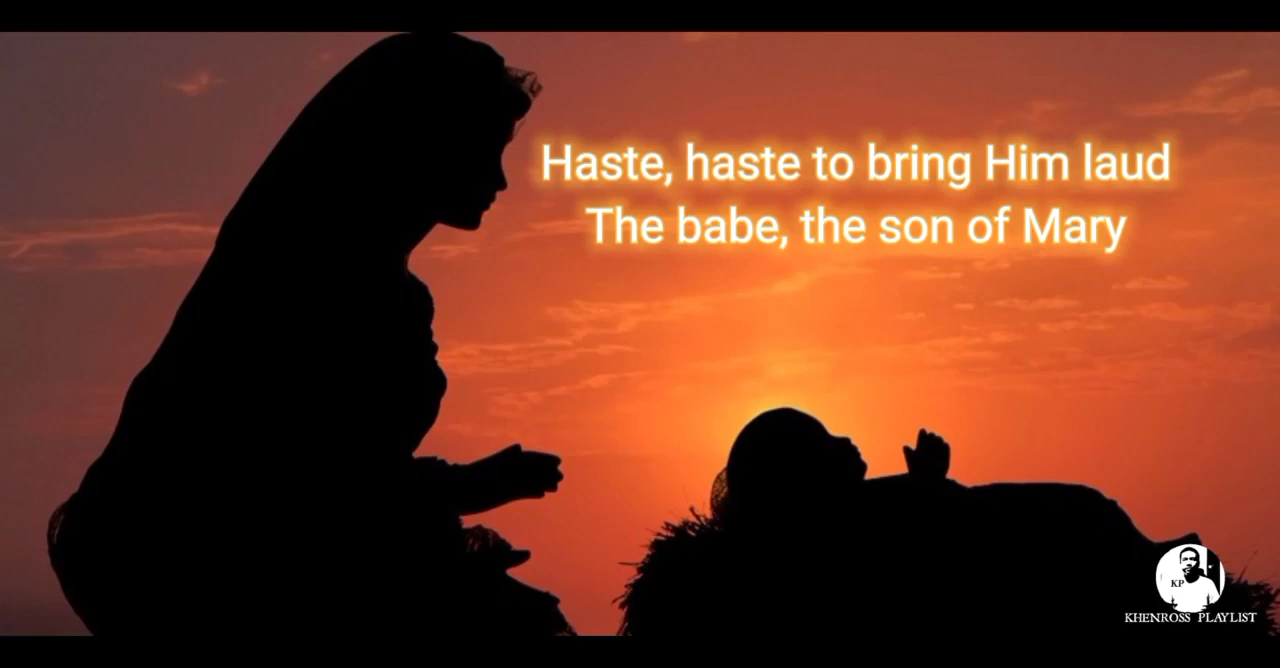 Haste, haste to bring Him laud
The babe, the son of Mary
KP
KHENROSS PLAYLIST